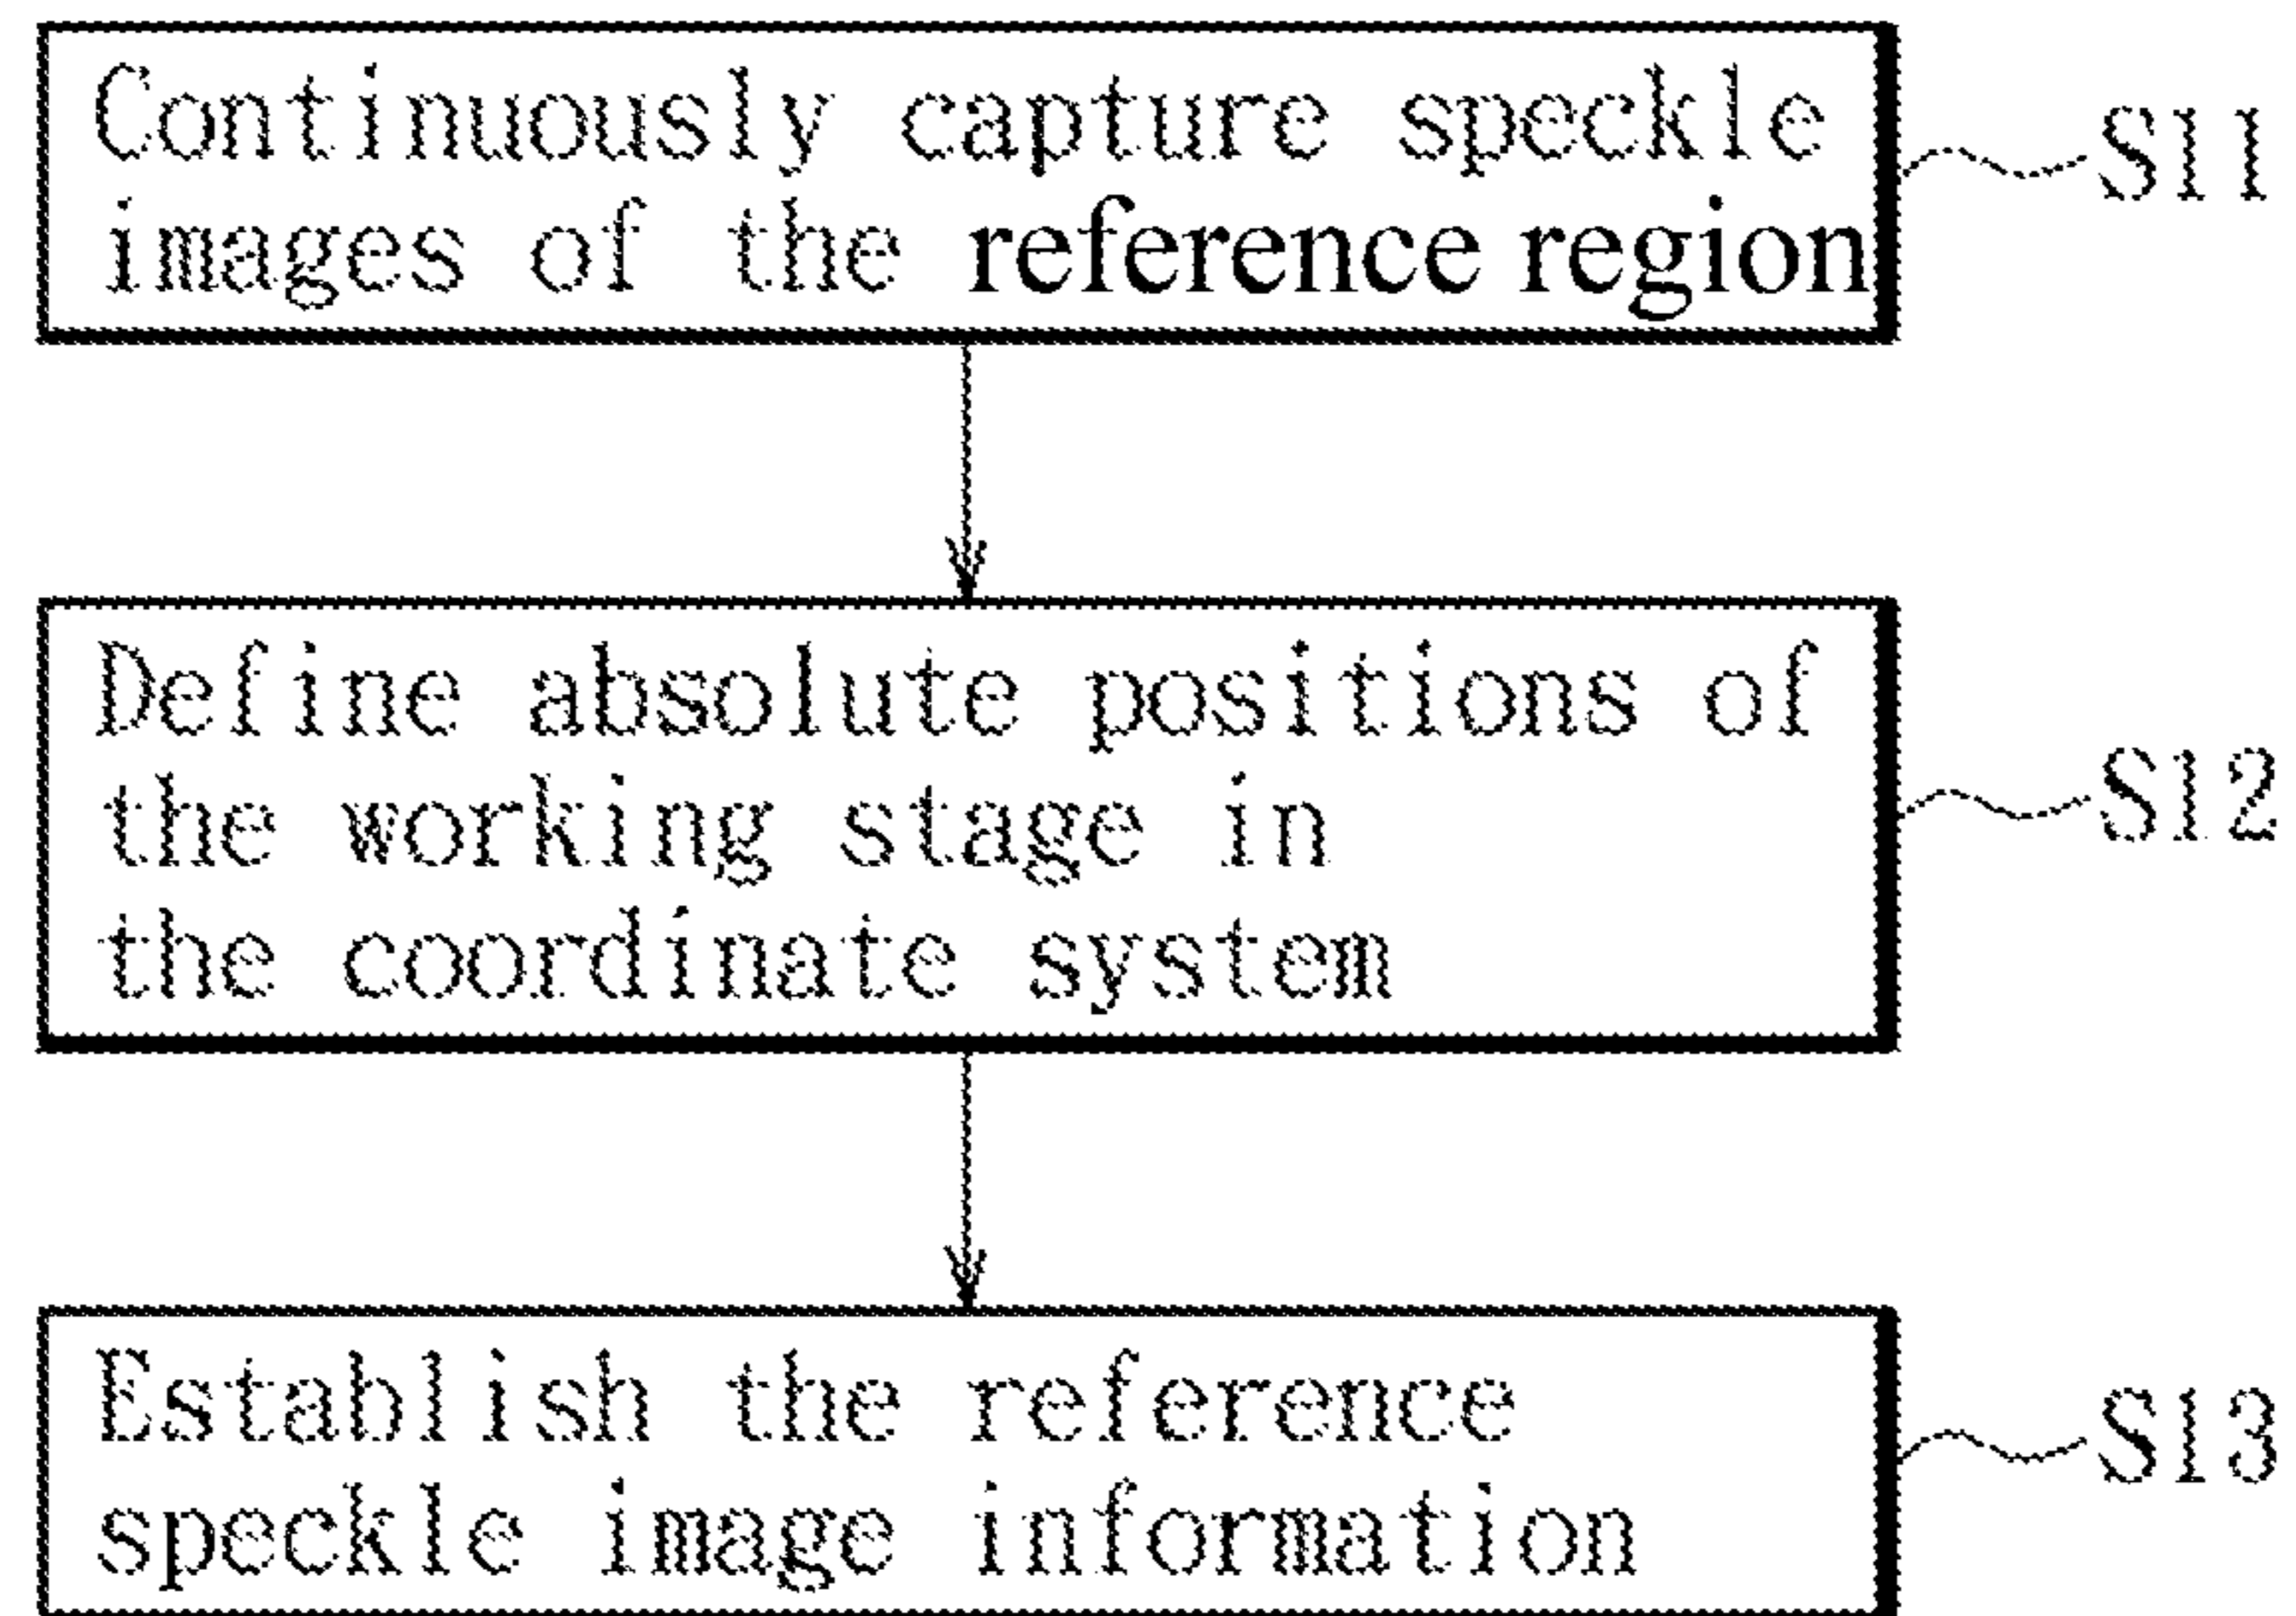 Continuously capture speckle
images of the reference region
S11
Define absolute positions of
the working stage in
the coordinate system
S12
Establish the reference
speckle image information
S13